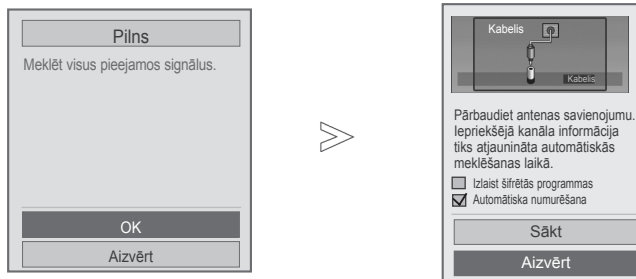 Pilns
Meklēt visus pieejamos signālus.
OK
Aizvērt
Kabelis
Kabelis
Pārbaudiet antenas savienojumu.
Iepriekšējā kanāla informācija
tiks atjaunināta automātiskās
meklēšanas laikā.
Izlaist šifrētās programmas
Automātiska numurēšana
Sākt
Aizvērt